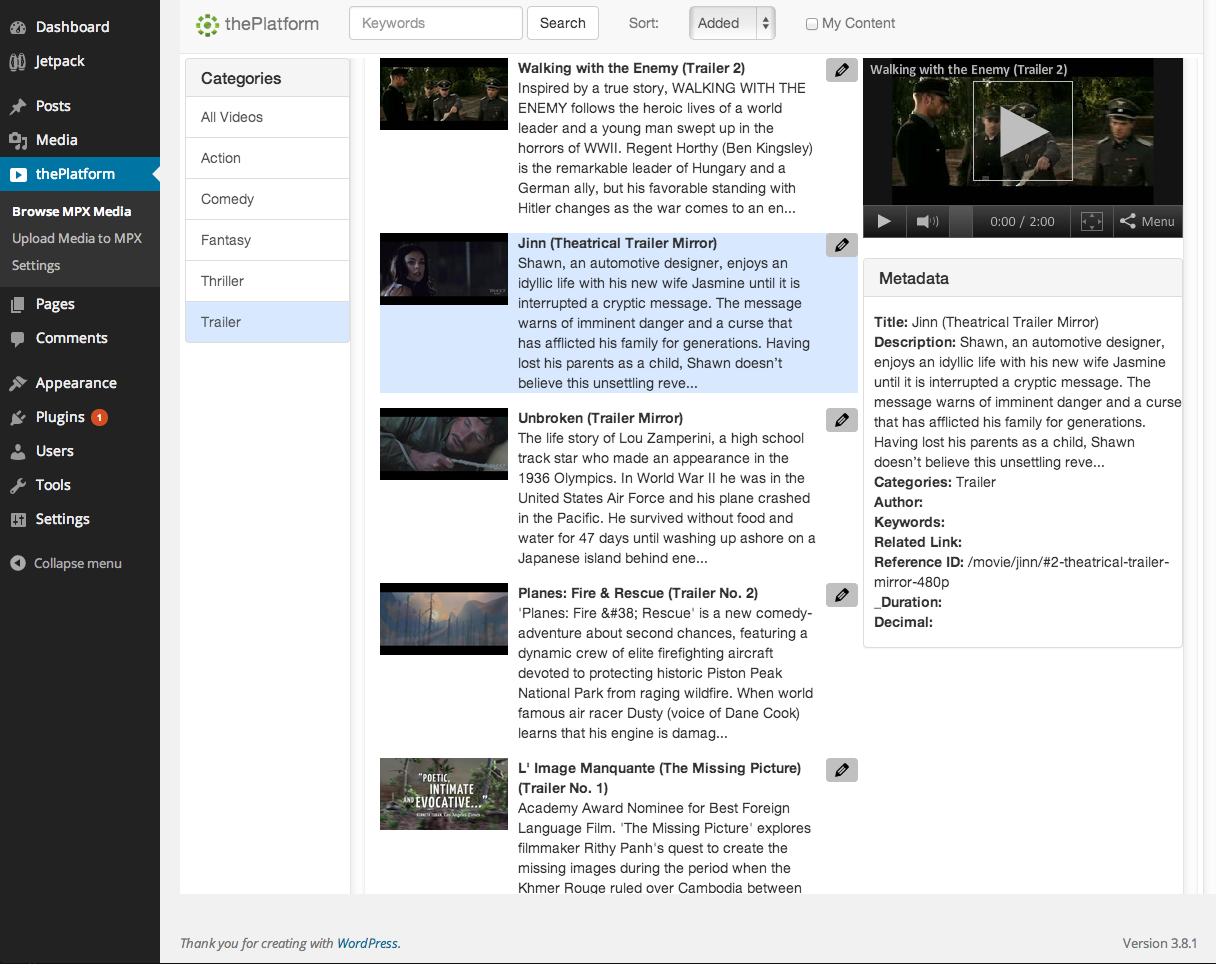 Dashboard
Jetpack
Posts
Media
thePlatform
Browse MPX Media
Upload Media to MPX
Settings
Pages
Comments
Appearance
Plugins 1
Users
Tools
Settings
Collapse menu
thePlatform
Keywords
Search
Sort:
Added
My Content
Categories
All Videos
Action
Comedy
Fantasy
Thriller
Trailer
Walking with the Enemy (Trailer 2)
Inspired by a true story, WALKING WITH THE
ENEMY follows the heroic lives of a world
leader and a young man swept up in the
horrors of WWII. Regent Horthy (Ben Kingsley)
is the remarkable leader of Hungary and a
German ally, but his favorable standing with
Hitler changes as the war comes to an en...
Jinn (Theatrical Trailer Mirror)
Shawn, an automotive designer, enjoys an
idyllic life with his new wife Jasmine until it is
interrupted a cryptic message. The message
warns of imminent danger and a curse that
has afflicted his family for generations. Having
lost his parents as a child, Shawn doesn’t
believe this unsettling reve...
Unbroken (Trailer Mirror)
The life story of Lou Zamperini, a high school
track star who made an appearance in the
1936 Olympics. In World War II he was in the
United States Air Force and his plane crashed
in the Pacific. He survived without food and
water for 47 days until washing up ashore on a
Japanese island behind ene...
Planes: Fire & Rescue (Trailer No. 2)
'Planes: Fire &#38; Rescue' is a new comedy-
adventure about second chances, featuring a
dynamic crew of elite firefighting aircraft
devoted to protecting historic Piston Peak
National Park from raging wildfire. When world
famous air racer Dusty (voice of Dane Cook)
learns that his engine is damag...
"POETIC,
INTIMATE
AND EVOCATIVE..."
L' Image Manquante (The Missing Picture)
(Trailer No. 1)
Academy Award Nominee for Best Foreign
Language Film. 'The Missing Picture' explores
filmmaker Rithy Panh's quest to create the
missing images during the period when the
Khmer Rouge ruled over Cambodia between
Walking with the Enemy (Trailer 2)
0:00 / 2:00
Menu
Metadata
Title: Jinn (Theatrical Trailer Mirror)
Description: Shawn, an automotive designer,
enjoys an idyllic life with his new wife Jasmine
until it is interrupted a cryptic message. The
message warns of imminent danger and a curse
that has afflicted his family for generations.
Having lost his parents as a child, Shawn
doesn’t believe this unsettling reve...
Categories: Trailer
Author:
Keywords:
Related Link:
Reference ID: /movie/jinn/#2-theatrical-trailer-
mirror-480p
_Duration:
Decimal:
Thank you for creating with WordPress.
Version 3.8.1